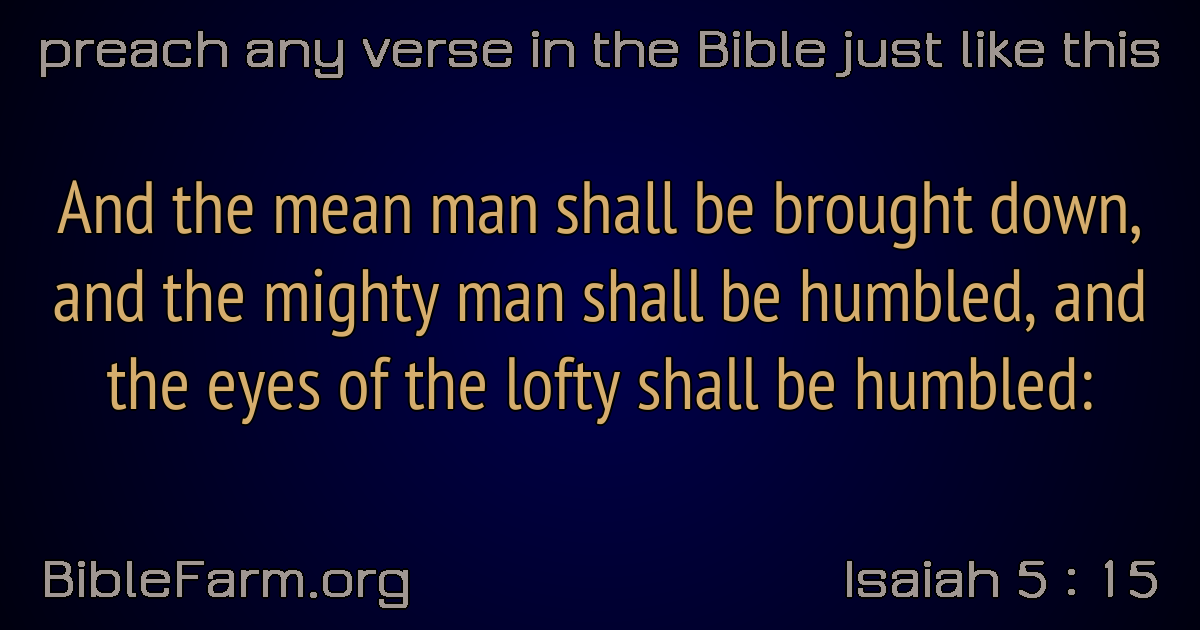 preach any verse in the Bible just like this
And the mean man shall be brought down,
and the mighty man shall be humbled, and
the eyes of the lofty shall be humbled:
BibleFarm.org
Isaiah 5 : 15